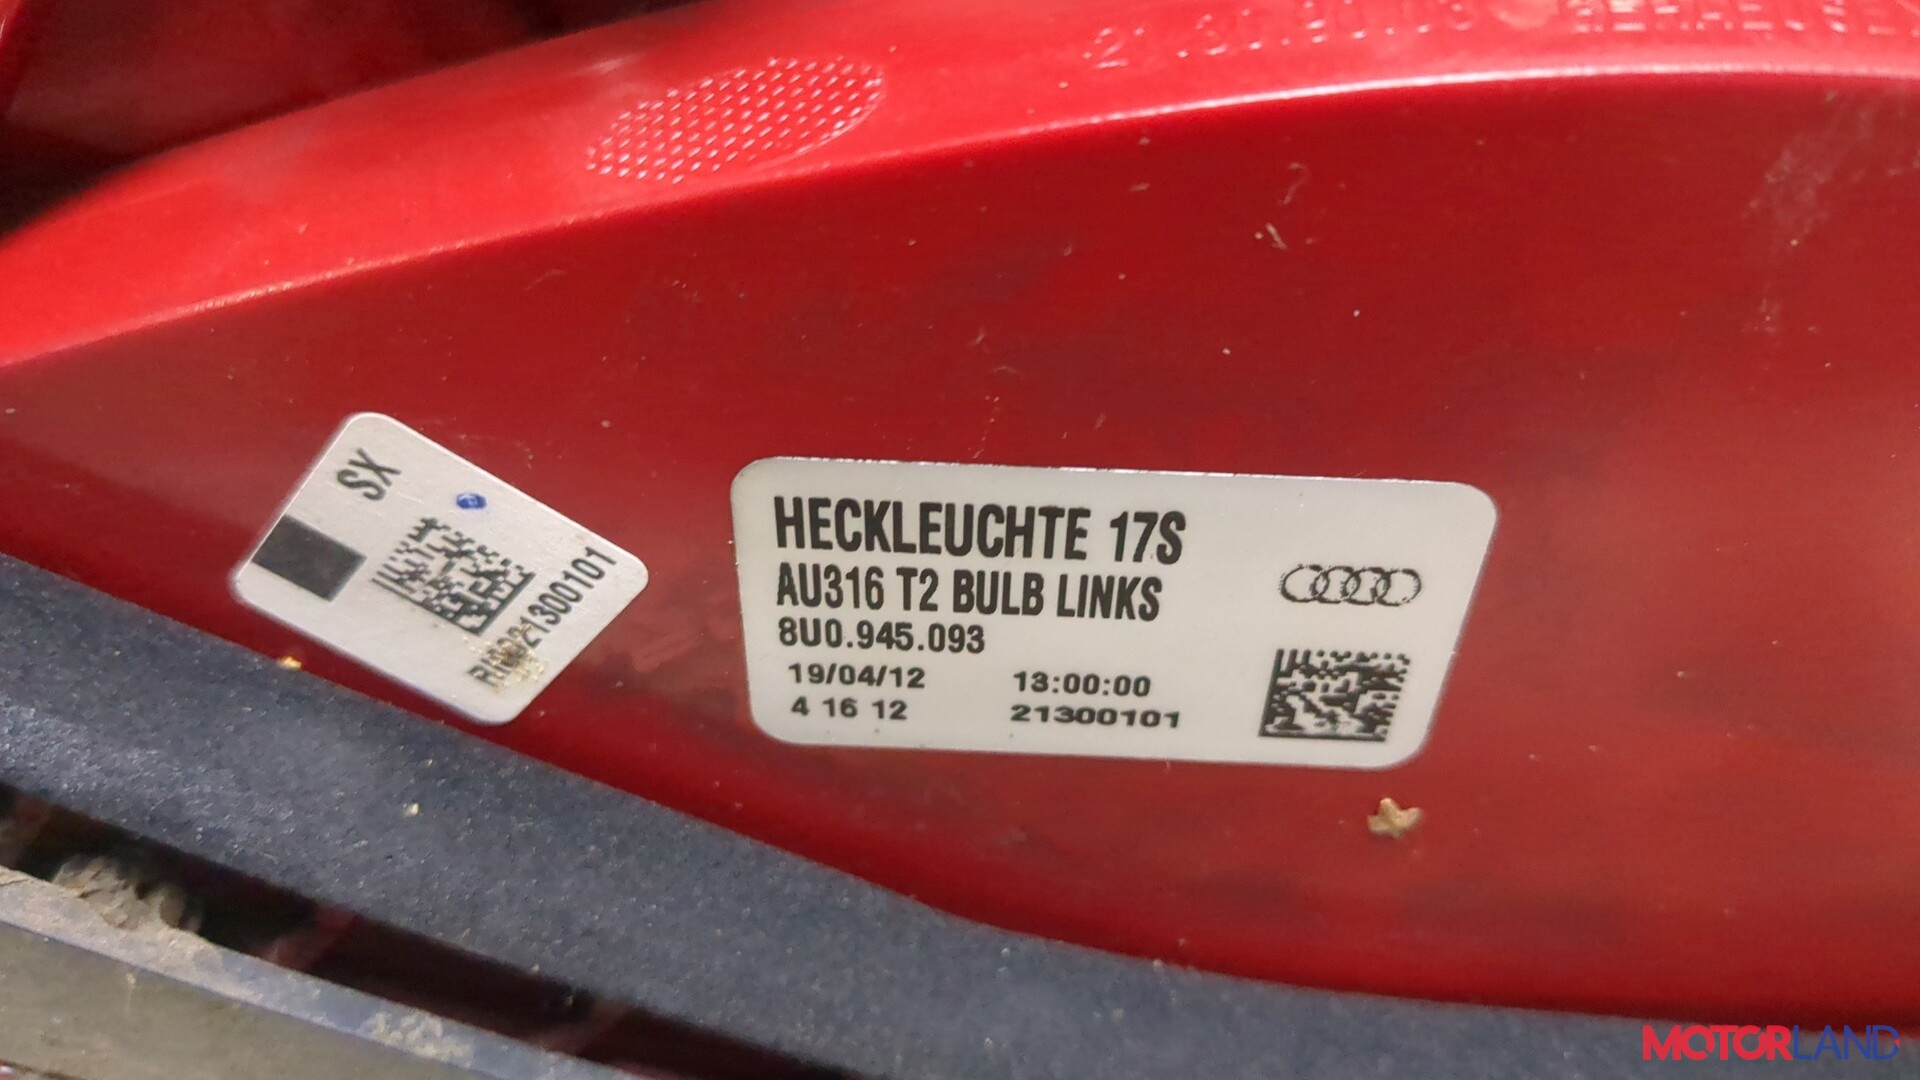 SX
HECKLEUCHTE 17S
AU316 T2 BULB LINKS
8U0.945.093
19/04/12 13:00:00
4 16 12 21300101
MOTORLAND